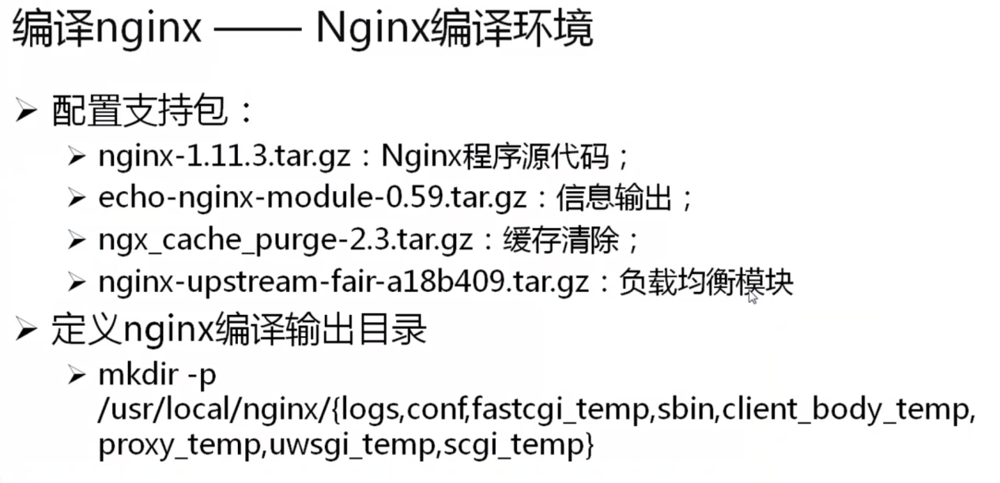 编译nginx —— Nginx编译环境
配置支持包：
nginx-1.11.3.tar.gz：Nginx程序源代码；
echo-nginx-module-0.59.tar.gz：信息输出；
ngx_cache_purge-2.3.tar.gz：缓存清除；
nginx-upstream-fair-a18b409.tar.gz：负载均衡模块
定义nginx编译输出目录
mkdir -p
/usr/local/nginx/{logs,conf,fastcgi_temp,sbin,client_body_temp,
proxy_temp,uwsgi_temp,scgi_temp}